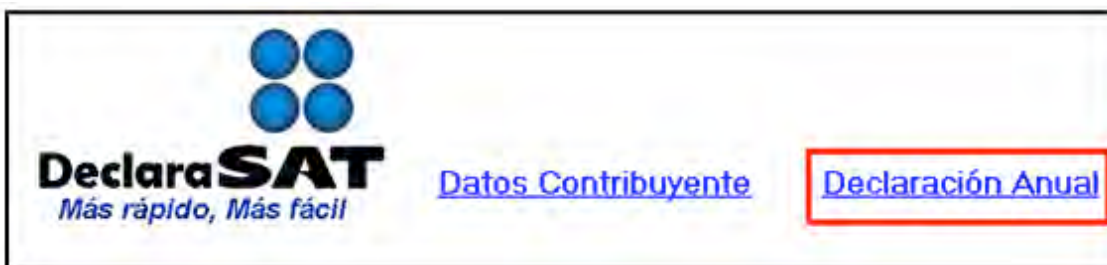 DeclaraSAT
Más rápido, Más fácil
Datos Contribuyente
Declaración Anual